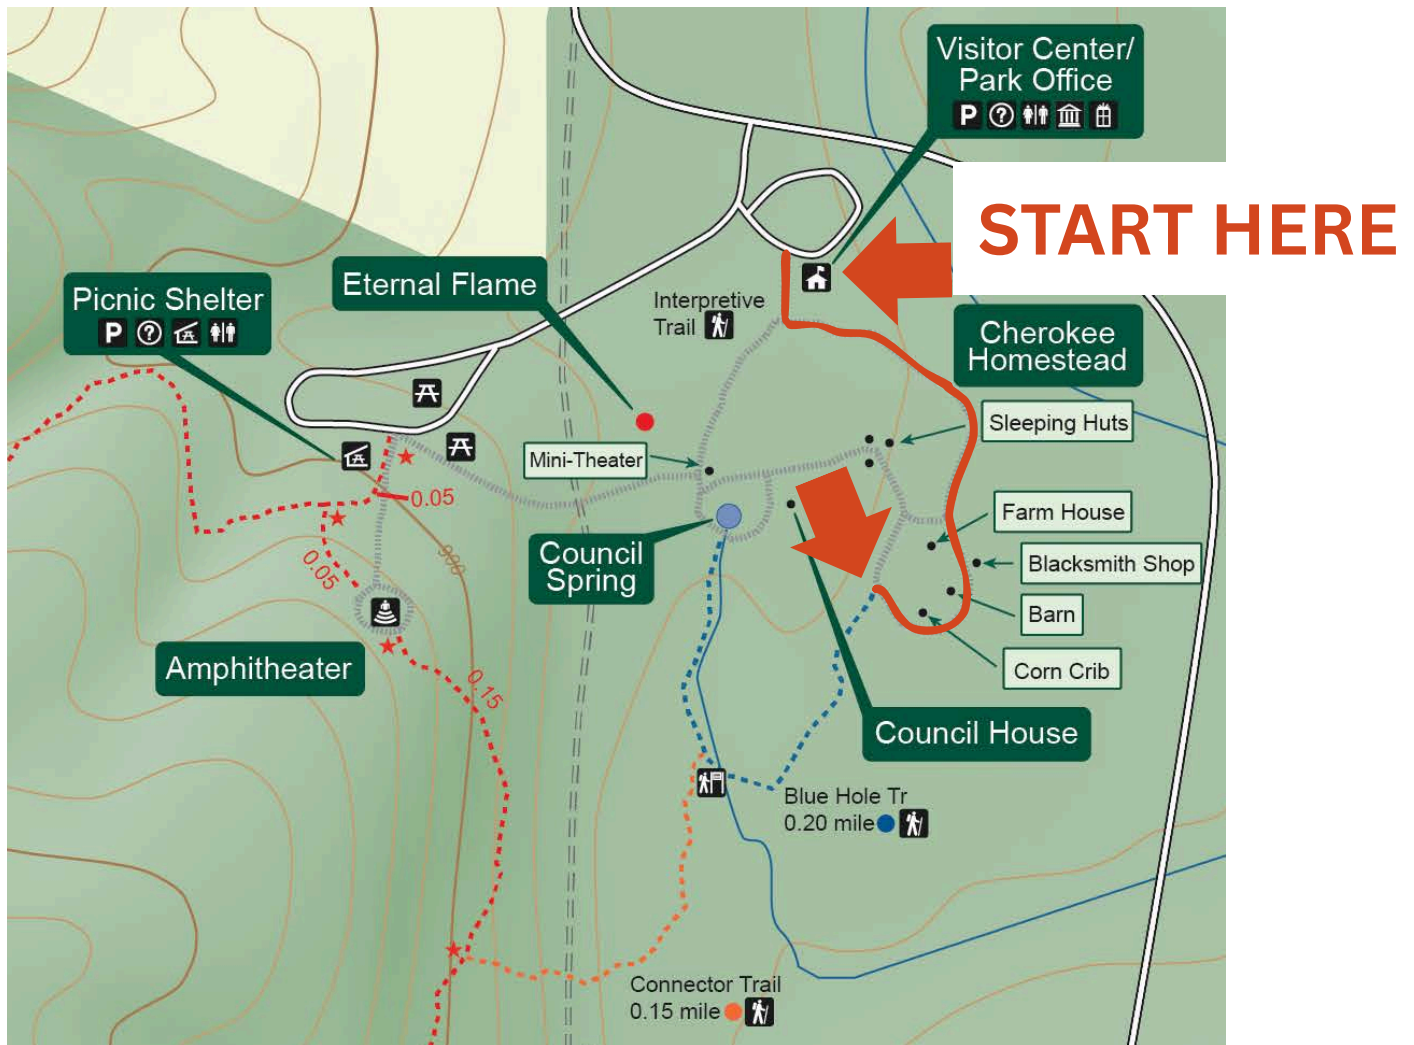 Visitor Center/
Park Office
P ?
START HERE
Eternal Flame
Picnic Shelter
P ?
Interpretive
Trail
Cherokee
Homestead
Sleeping Huts
Mini-Theater
0.05
Farm House
Council
Spring
900
Blacksmith Shop
0.05
Barn
Amphitheater
Corn Crib
0.15
Council House
Blue Hole Tr
0.20 mile
Connector Trail
0.15 mile